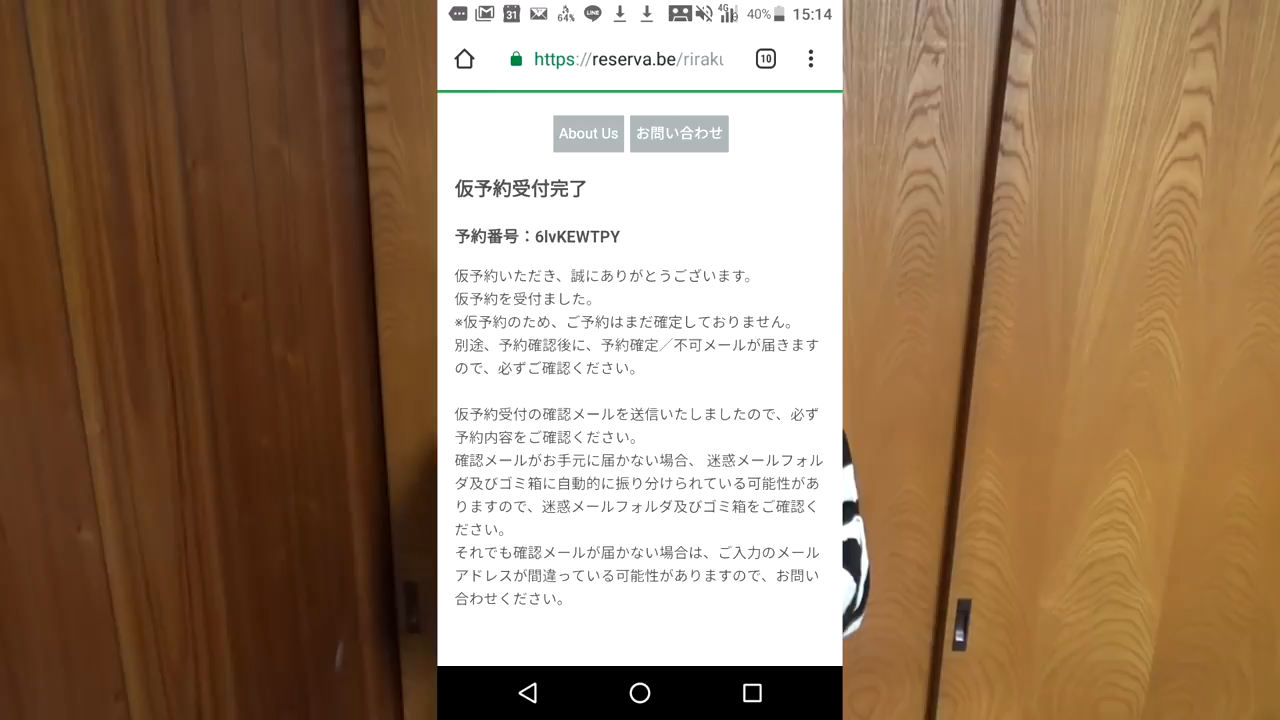 31
64%
LINE
4G
40%
15:14
https://reserva.be/riraku
10
About Us
お問い合わせ
仮予約受付完了
予約番号：6lvKEWTPY
仮予約いただき、誠にありがとうございます。
仮予約を受付ました。
※仮予約のため、ご予約はまだ確定しておりません。
別途、予約確認後に、予約確定／不可メールが届きます
ので、必ずご確認ください。
仮予約受付の確認メールを送信いたしましたので、必ず
予約内容をご確認ください。
確認メールがお手元に届かない場合、 迷惑メールフォル
ダ及びゴミ箱に自動的に振り分けられている可能性があ
りますので、迷惑メールフォルダ及びゴミ箱をご確認く
ださい。
それでも確認メールが届かない場合は、ご入力のメール
アドレスが間違っている可能性がありますので、お問い
合わせください。